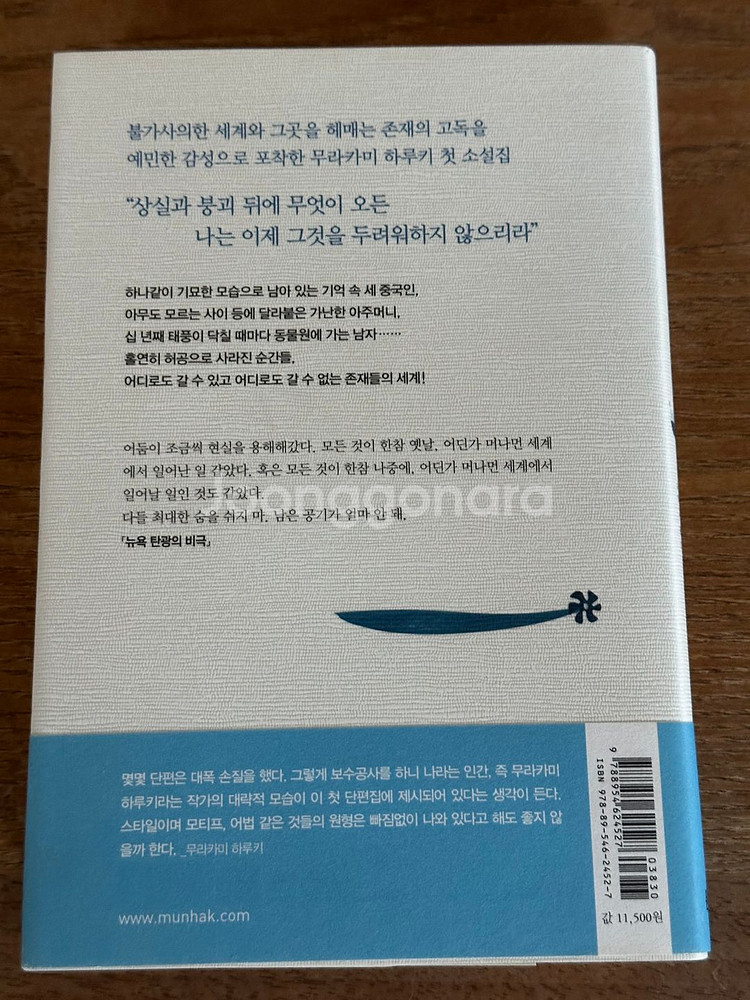 불가사의한 세계와 그곳을 헤매는 존재의 고독을
예민한 감성으로 포착한 무라카미 하루키 첫 소설집
“상실과 붕괴 뒤에 무엇이 오든
나는 이제 그것을 두려워하지 않으리라”
하나같이 기묘한 모습으로 남아 있는 기억 속 세 중국인,
아무도 모르는 사이 등에 달라붙은 가난한 아주머니,
십 년째 태풍이 닥칠 때마다 동물원에 가는 남자……
홀연히 허공으로 사라진 순간들,
어디로도 갈 수 있고 어디로도 갈 수 없는 존재들의 세계!
어둠이 조금씩 현실을 용해해갔다. 모든 것이 한참 옛날, 어딘가 머나먼 세계
에서 일어난 일 같았다. 혹은 모든 것이 한참 나중에, 어딘가 머나먼 세계에서
일어날 일인 것도 같았다.
다들 최대한 숨을 쉬지 마. 남은 공기가 얼마 안 돼.
「뉴욕 탄광의 비극」
joonggonara
몇몇 단편은 대폭 손질을 했다. 그렇게 보수공사를 하니 나라는 인간, 즉 무라카미
하루키라는 작가의 대략적 모습이 이 첫 단편집에 제시되어 있다는 생각이 든다.
스타일이며 모티프, 어법 같은 것들의 원형은 빠짐없이 나와 있다고 해도 좋지 않
을까 한다. _무라카미 하루키
www.munhak.com
9 788954 624527
ISBN 978-89-546-2452-7
03830
값 11,500원